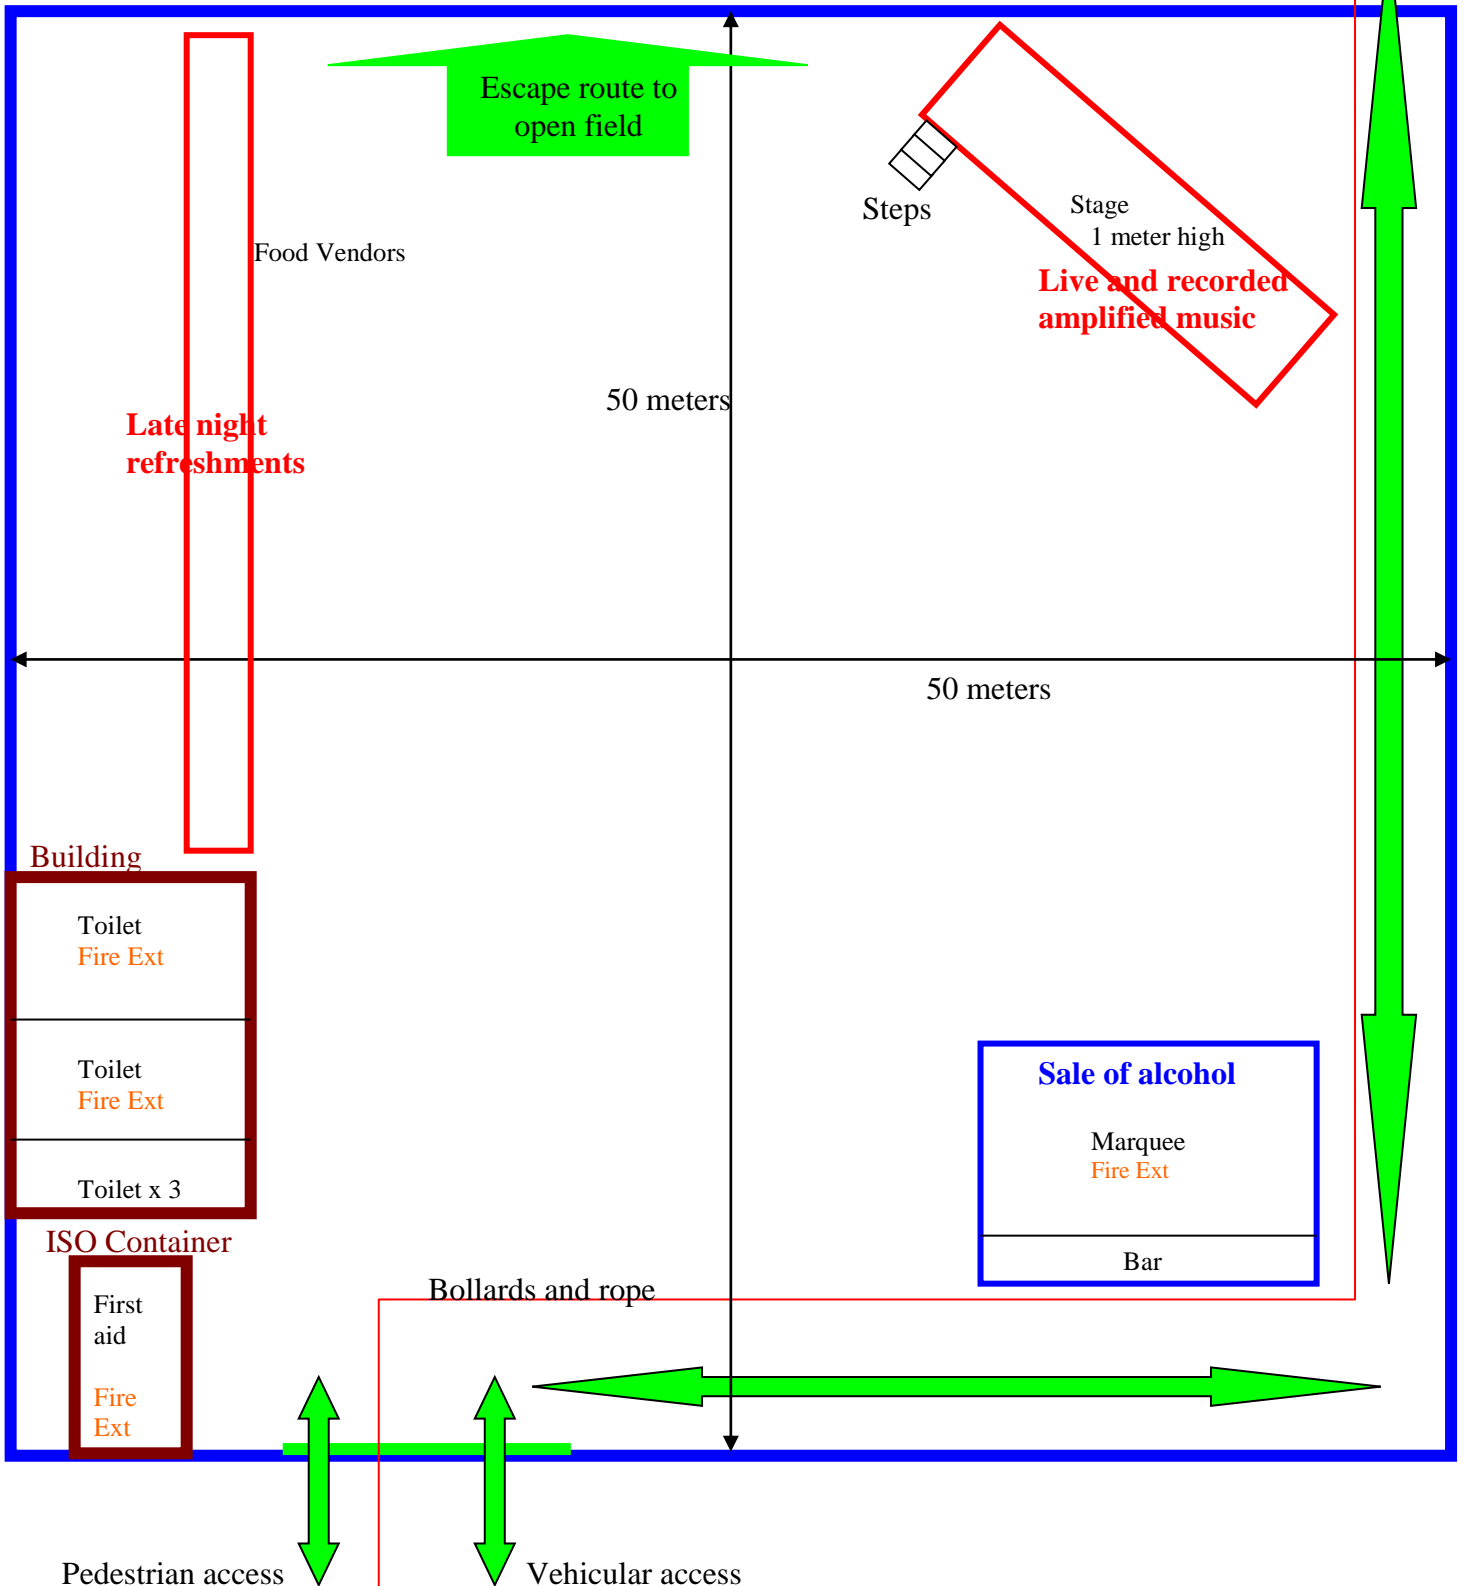 Escape route to
open field
Steps
Stage
1 meter high
Live and recorded
amplified music
Food Vendors
50 meters
Late night
refreshments
50 meters
Building
Toilet
Fire Ext
Toilet
Fire Ext
Toilet x 3
Sale of alcohol
Marquee
Fire Ext
Bar
ISO Container
First
aid
Fire
Ext
Bollards and rope
Pedestrian access
Vehicular access